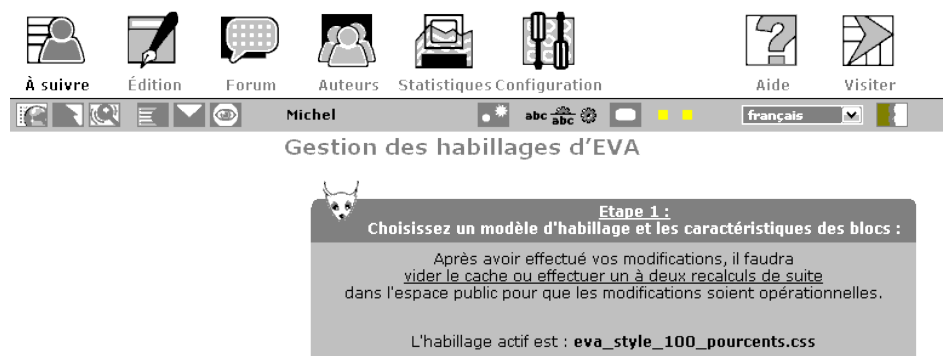 À suivre Édition Forum Auteurs Statistiques Configuration Aide Visiter
Michel abc abc abc français
Gestion des habillages d'EVA
Etape 1 :
Choisissez un modèle d'habillage et les caractéristiques des blocs :
Après avoir effectué vos modifications, il faudra
vider le cache ou effectuer un à deux recalculs de suite
dans l'espace public pour que les modifications soient opérationnelles.
L'habillage actif est : eva_style_100_pourcents.css